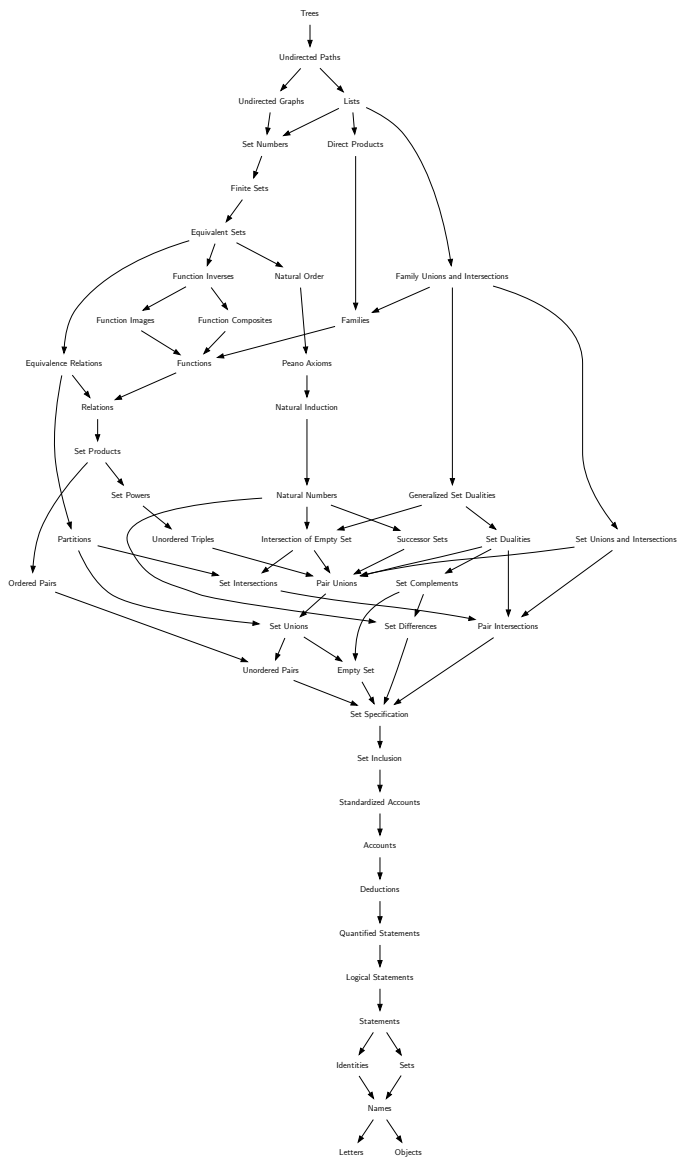 Trees
Undirected Paths
Undirected Graphs
Lists
Set Numbers
Direct Products
Finite Sets
Equivalent Sets
Function Inverses
Natural Order
Family Unions and Intersections
Function Images
Function Composites
Families
Equivalence Relations
Functions
Peano Axioms
Relations
Natural Induction
Set Products
Set Powers
Natural Numbers
Generalized Set Dualities
Partitions
Unordered Triples
Intersection of Empty Set
Successor Sets
Set Dualities
Set Unions and Intersections
Ordered Pairs
Set Intersections
Pair Unions
Set Complements
Set Unions
Set Differences
Pair Intersections
Unordered Pairs
Empty Set
Set Specification
Set Inclusion
Standardized Accounts
Accounts
Deductions
Quantified Statements
Logical Statements
Statements
Identities
Sets
Names
Letters
Objects